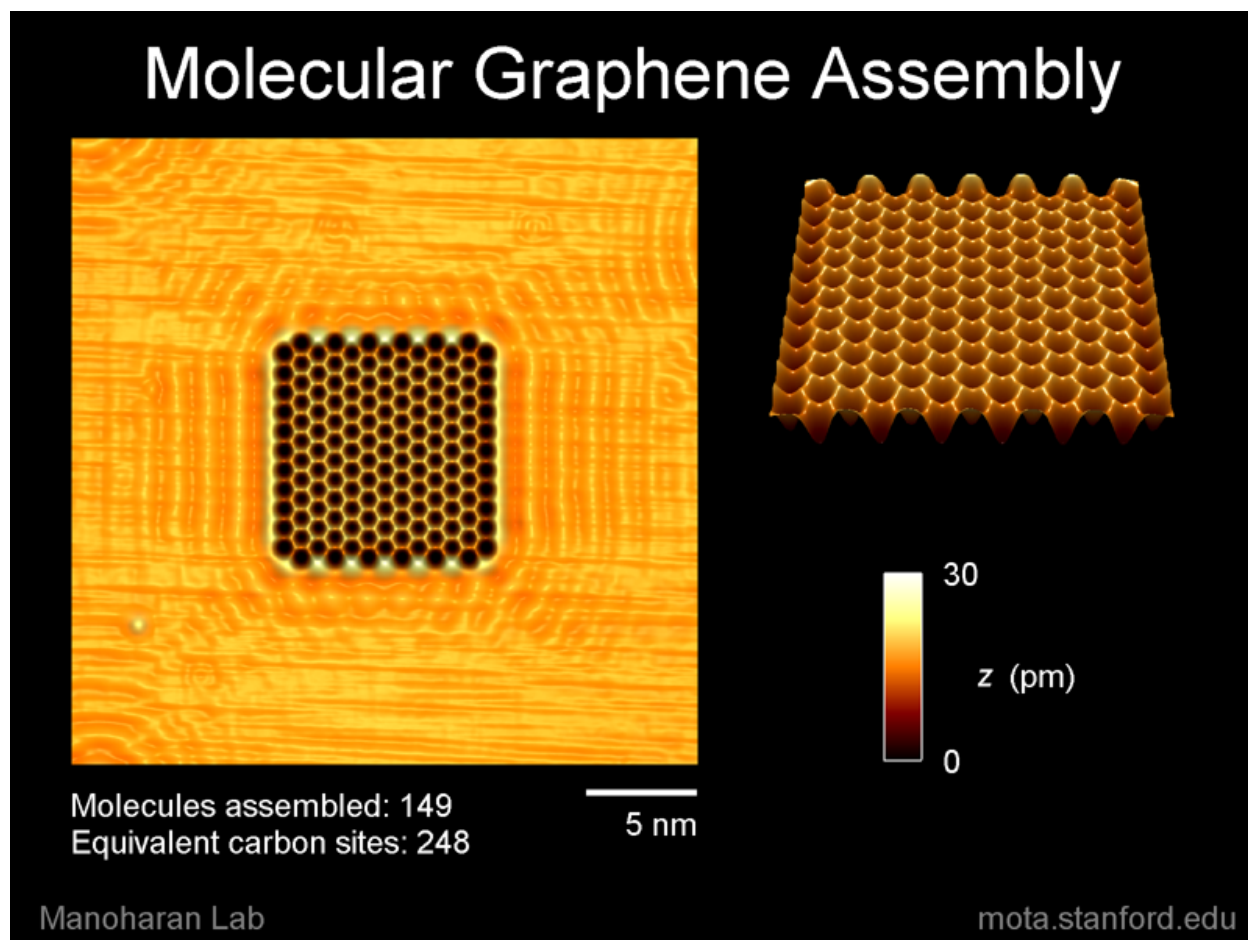 Molecular Graphene Assembly
30
z (pm)
0
Molecules assembled: 149
Equivalent carbon sites: 248
5 nm
Manoharan Lab
mota.stanford.edu